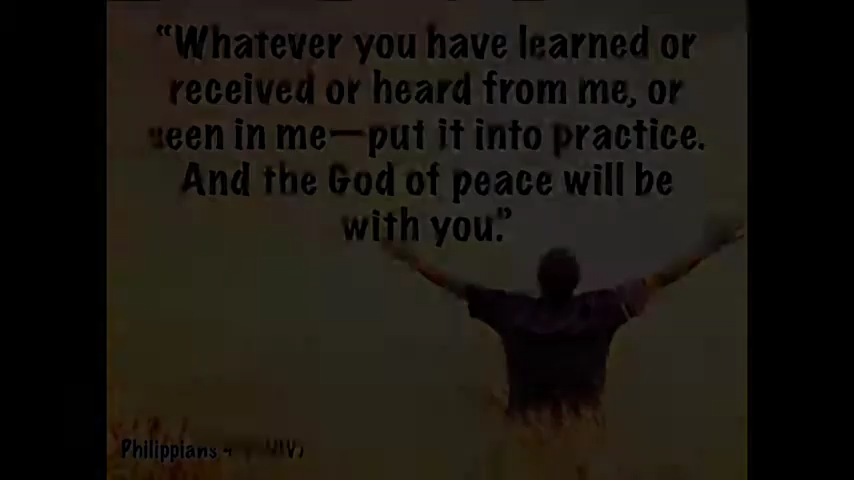 “Whatever you have learned or
received or heard from me, or
seen in me—put it into practice.
And the God of peace will be
with you.”
Philippians